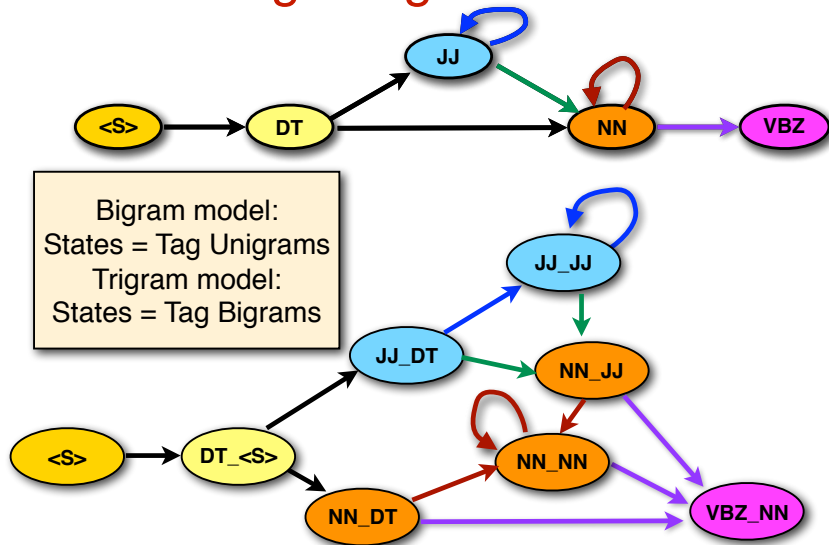 JJ
<S>
DT
NN
VBZ
Bigram model:
States = Tag Unigrams
Trigram model:
States = Tag Bigrams
JJ_JJ
JJ_DT
NN_JJ
<S>
DT_<S>
NN_NN
NN_DT
VBZ_NN